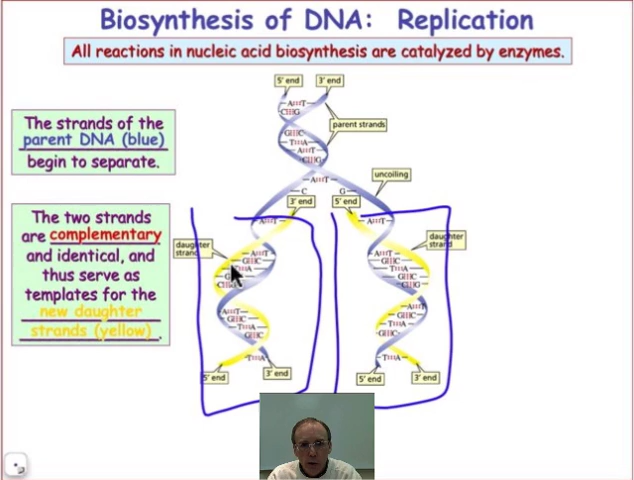 Biosynthesis of DNA: Replication
All reactions in nucleic acid biosynthesis are catalyzed by enzymes.
5' end 3' end
The strands of the
parent DNA (blue)
begin to separate.
parent strands
uncoiling
C G
3' end 5' end
The two strands
are complementary
and identical, and
thus serve as
templates for the
new daughter
strands (yellow).
daughter
strand
daughter
strand
5' end 3' end 5' end 3' end